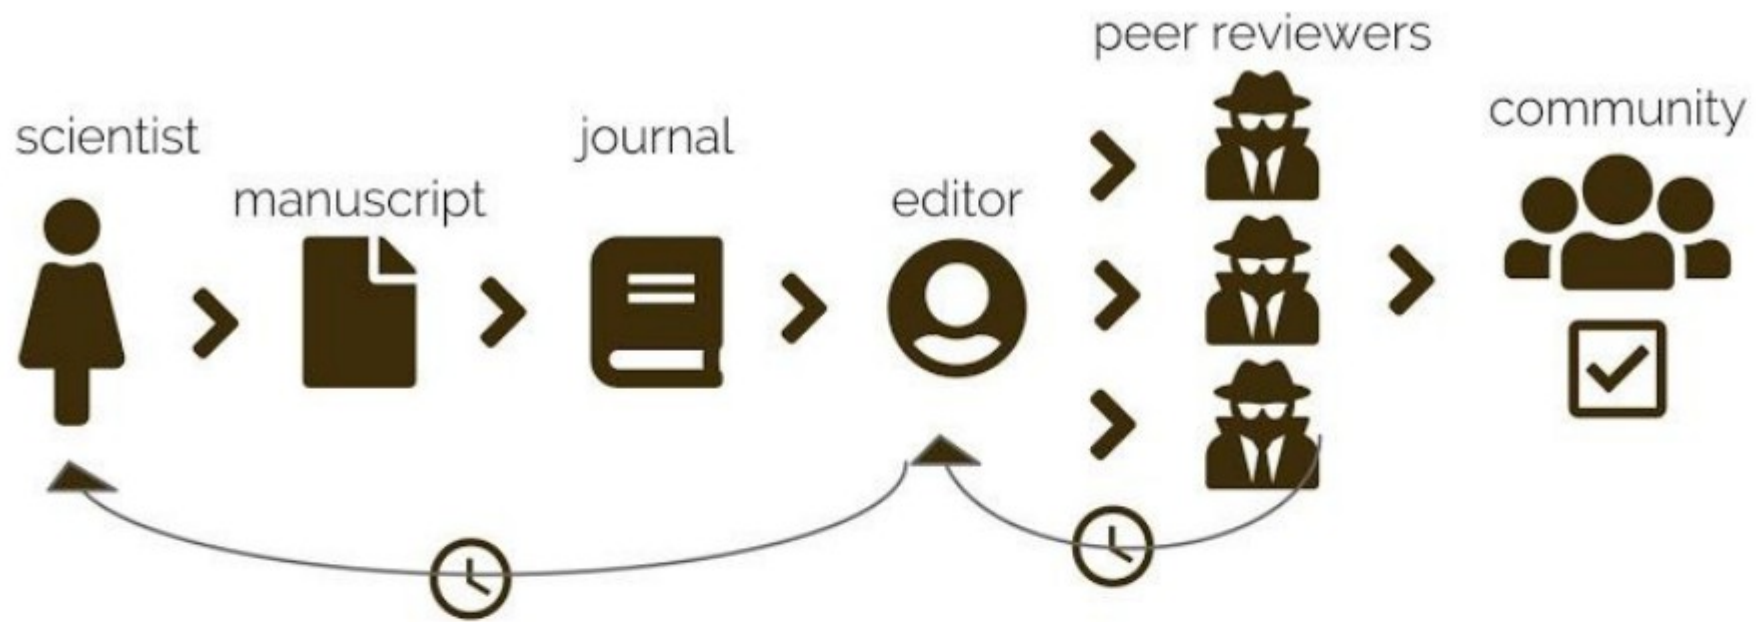 scientist
manuscript
journal
editor
peer reviewers
community